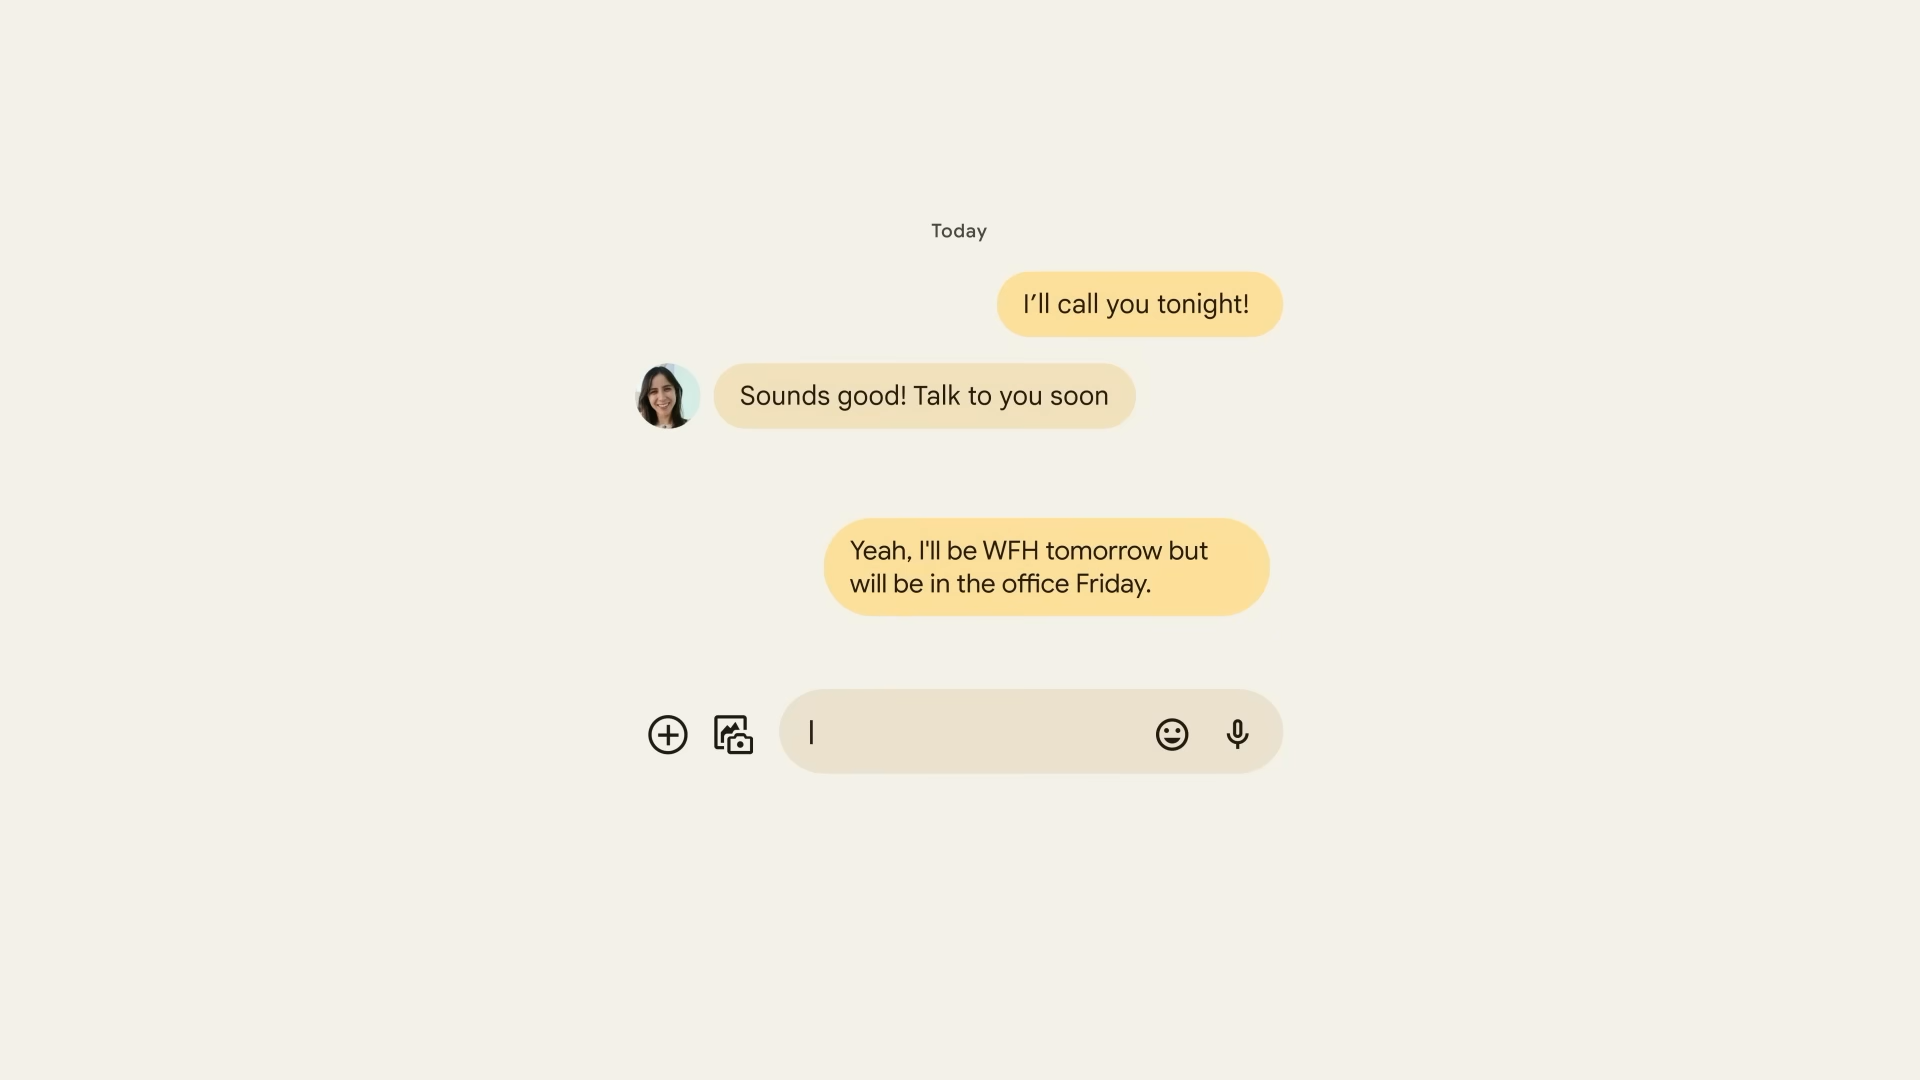 Today
I’ll call you tonight!
Sounds good! Talk to you soon
Yeah, I'll be WFH tomorrow but
will be in the office Friday.